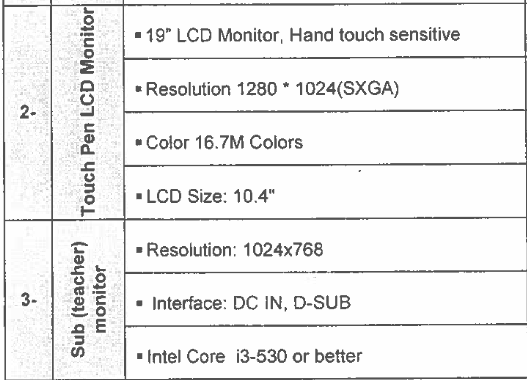 2-
Touch Pen LCD Monitor
▪ 19" LCD Monitor, Hand touch sensitive
▪ Resolution 1280 * 1024(SXGA)
▪ Color 16.7M Colors
▪ LCD Size: 10.4"
3-
Sub (teacher)
monitor
▪ Resolution: 1024x768
▪ Interface: DC IN, D-SUB
▪ Intel Core i3-530 or better